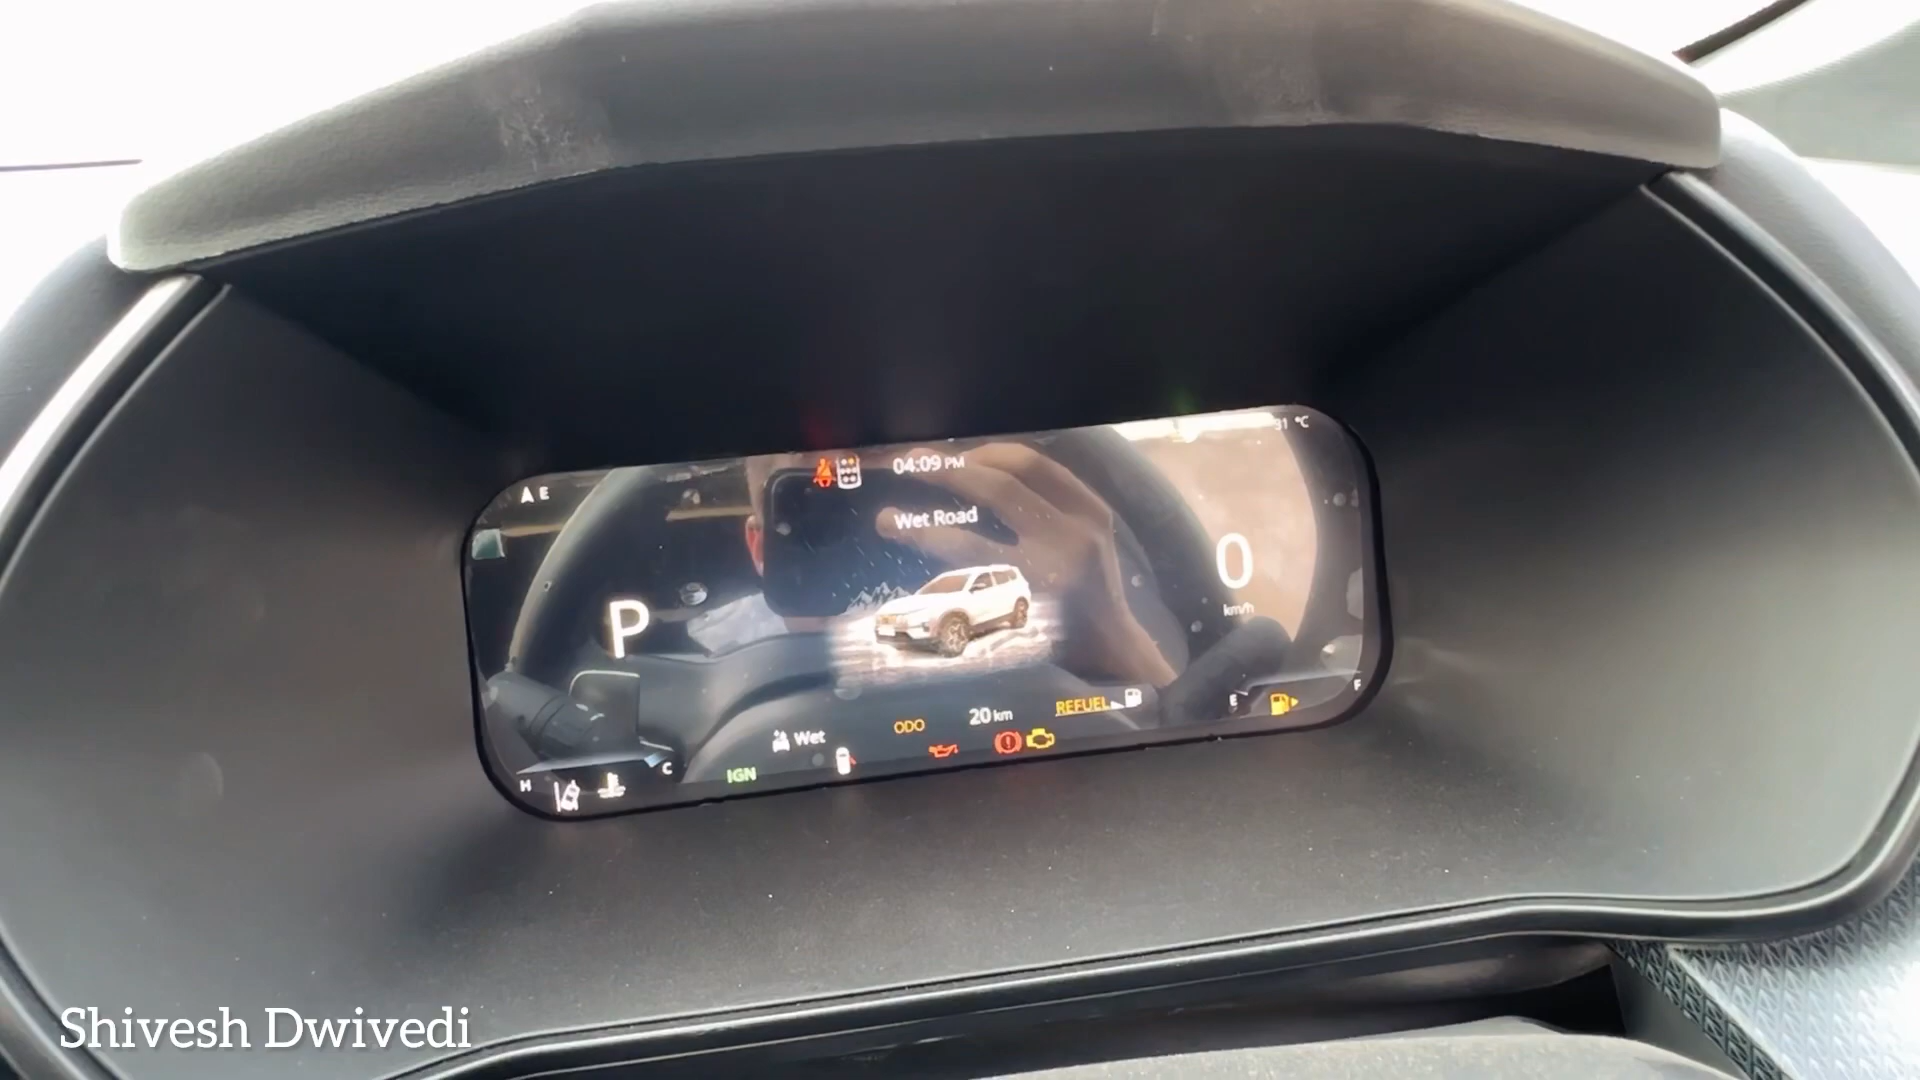 A E
04:09 PM
31 °C
Wet Road
P
0
km/h
Wet
ODO
20 km
REFUEL
E
F
H
C
IGN
Shivesh Dwivedi